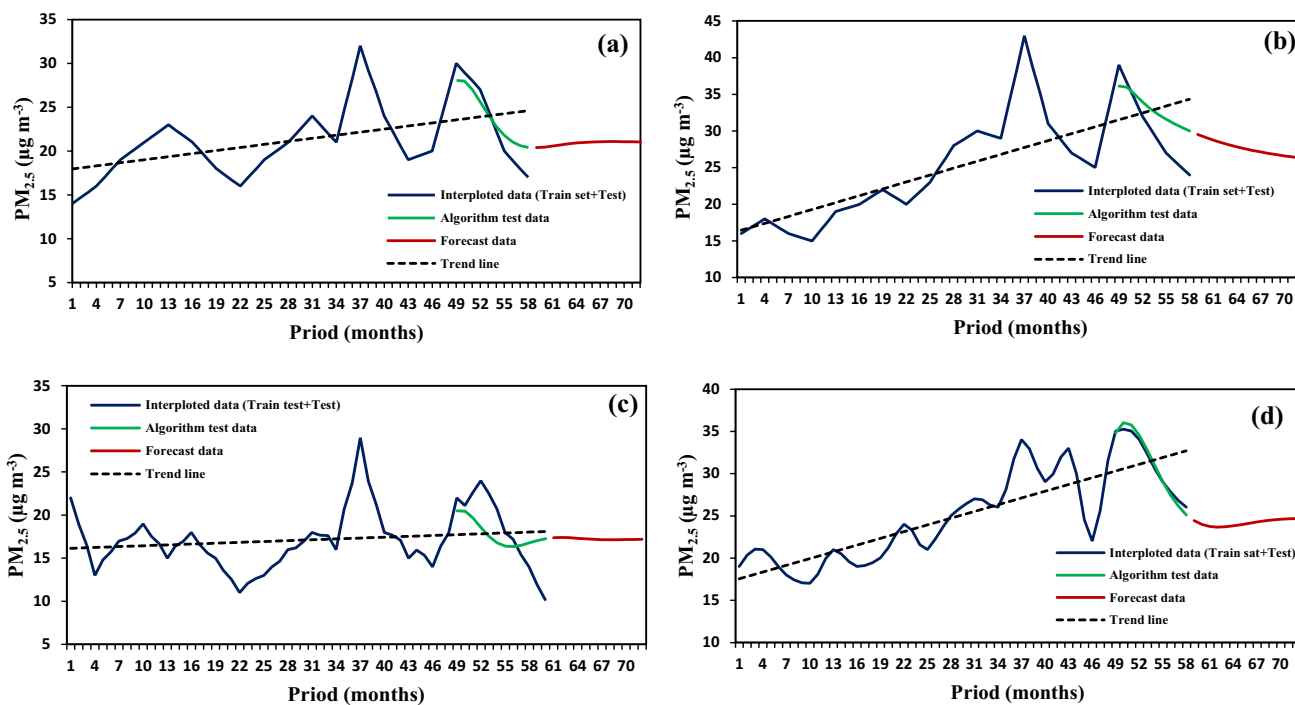 (a)
35
30
25
20
15
10
5
PM2.5 (µg m-3)
Interploted data (Train set+Test)
Algorithm test data
Forecast data
Trend line
1 4 7 10 13 16 19 22 25 28 31 34 37 40 43 46 49 52 55 58 61 64 67 70
Priod (months)
(b)
45
40
35
30
25
20
15
10
PM2.5 (µg m-3)
Interploted data (Train set+Test)
Algorithm test data
Forecast data
Trend line
1 4 7 10 13 16 19 22 25 28 31 34 37 40 43 46 49 52 55 58 61 64 67 70
Priod (months)
(c)
35
30
25
20
15
10
5
PM2.5 (µg m-3)
Interploted data (Train test+Test)
Algorithm test data
Forecast data
Trend line
1 4 7 10 13 16 19 22 25 28 31 34 37 40 43 46 49 52 55 58 61 64 67 70
Priod (months)
(d)
40
35
30
25
20
15
10
PM2.5 (µg m-3)
Interploted data (Train sat+Test)
Algorithm test data
Forecast data
Trend line
1 4 7 10 13 16 19 22 25 28 31 34 37 40 43 46 49 52 55 58 61 64 67 70
Priod (months)